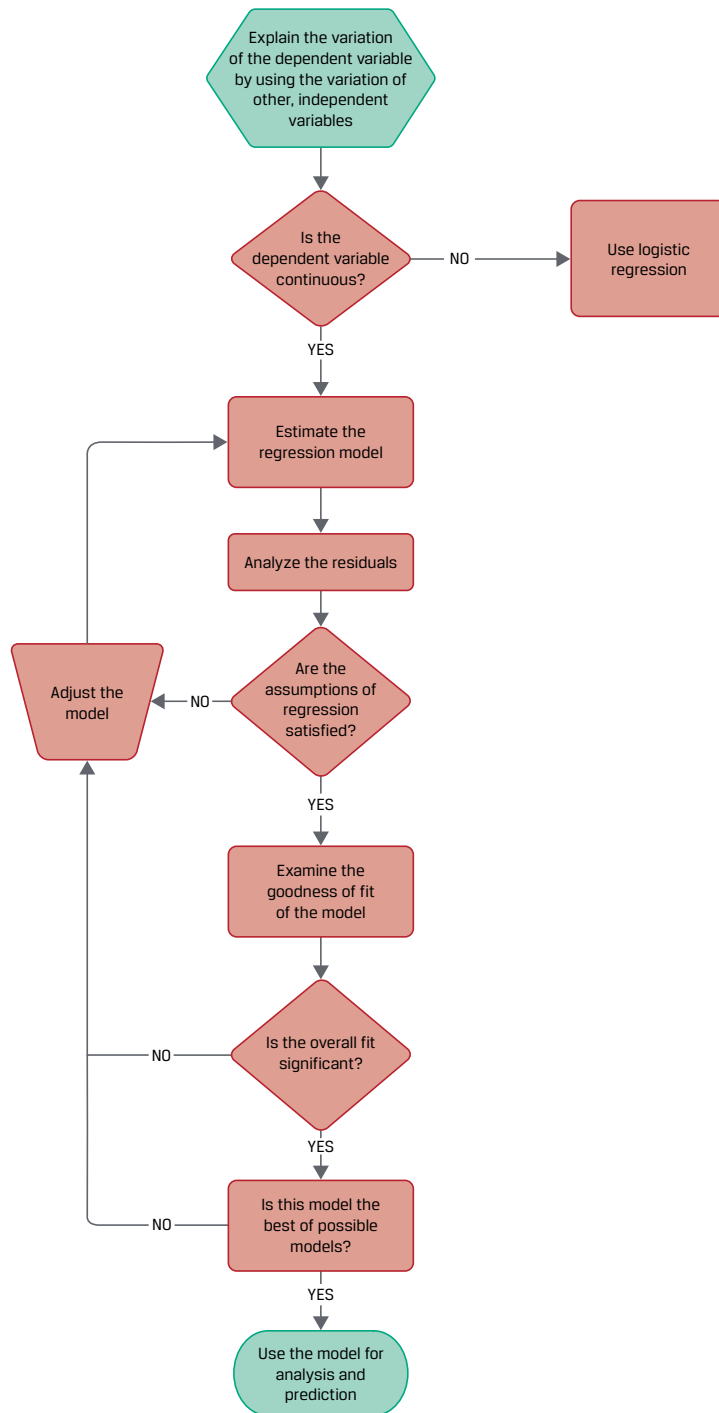 Explain the variation
of the dependent variable
by using the variation of
other, independent
variables
Is the
dependent variable
continuous?
NO
Use logistic
regression
YES
Estimate the
regression model
Analyze the residuals
Are the
assumptions of
regression
satisfied?
NO
Adjust the
model
YES
Examine the
goodness of fit
of the model
Is the overall fit
significant?
NO
YES
Is this model the
best of possible
models?
NO
YES
Use the model for
analysis and
prediction